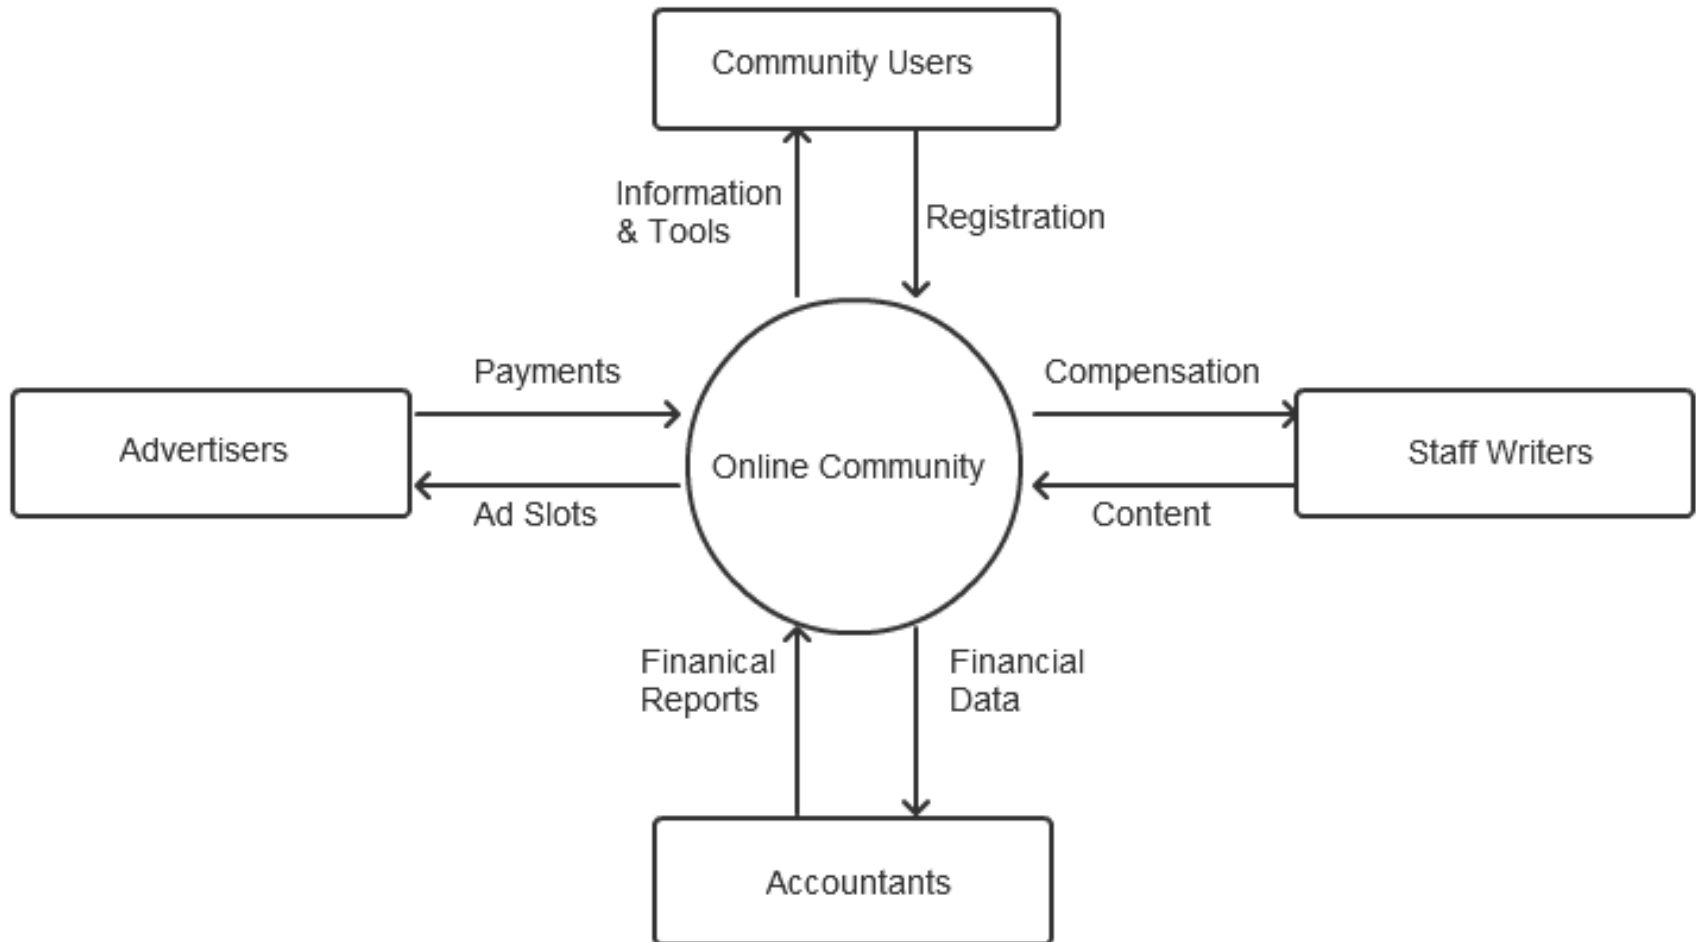 Community Users
Information
& Tools
Registration
Payments
Compensation
Advertisers
Online Community
Staff Writers
Ad Slots
Content
Finanical
Reports
Financial
Data
Accountants